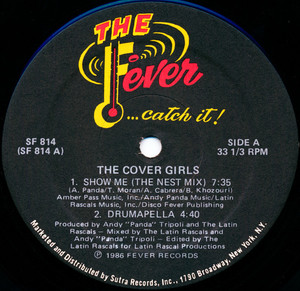 THE
Fever
...catch it!
SF 814
(SF 814 A)
SIDE A
33 1/3 RPM
THE COVER GIRLS
1. SHOW ME (THE NEST MIX) 7:35
(A. Panda/T. Moran/A. Cabrera/B. Khozouri)
Amber Pass Music, Inc/Andy Panda Music/Latin
Rascals Music, Inc./Disco Fever Publishing
2. DRUMAPELLA 4:40
Produced by Andy "Panda" Tripoli and The Latin
Rascals - Mixed by The Latin Rascals and
Andy "Panda" Tripoli - Edited by The
Latin Rascals for Latin Rascals Productions, Inc.
℗ 1986 FEVER RECORDS
Marketed and Distributed by Sutra Records, Inc., 1790 Broadway, New York, N.Y.